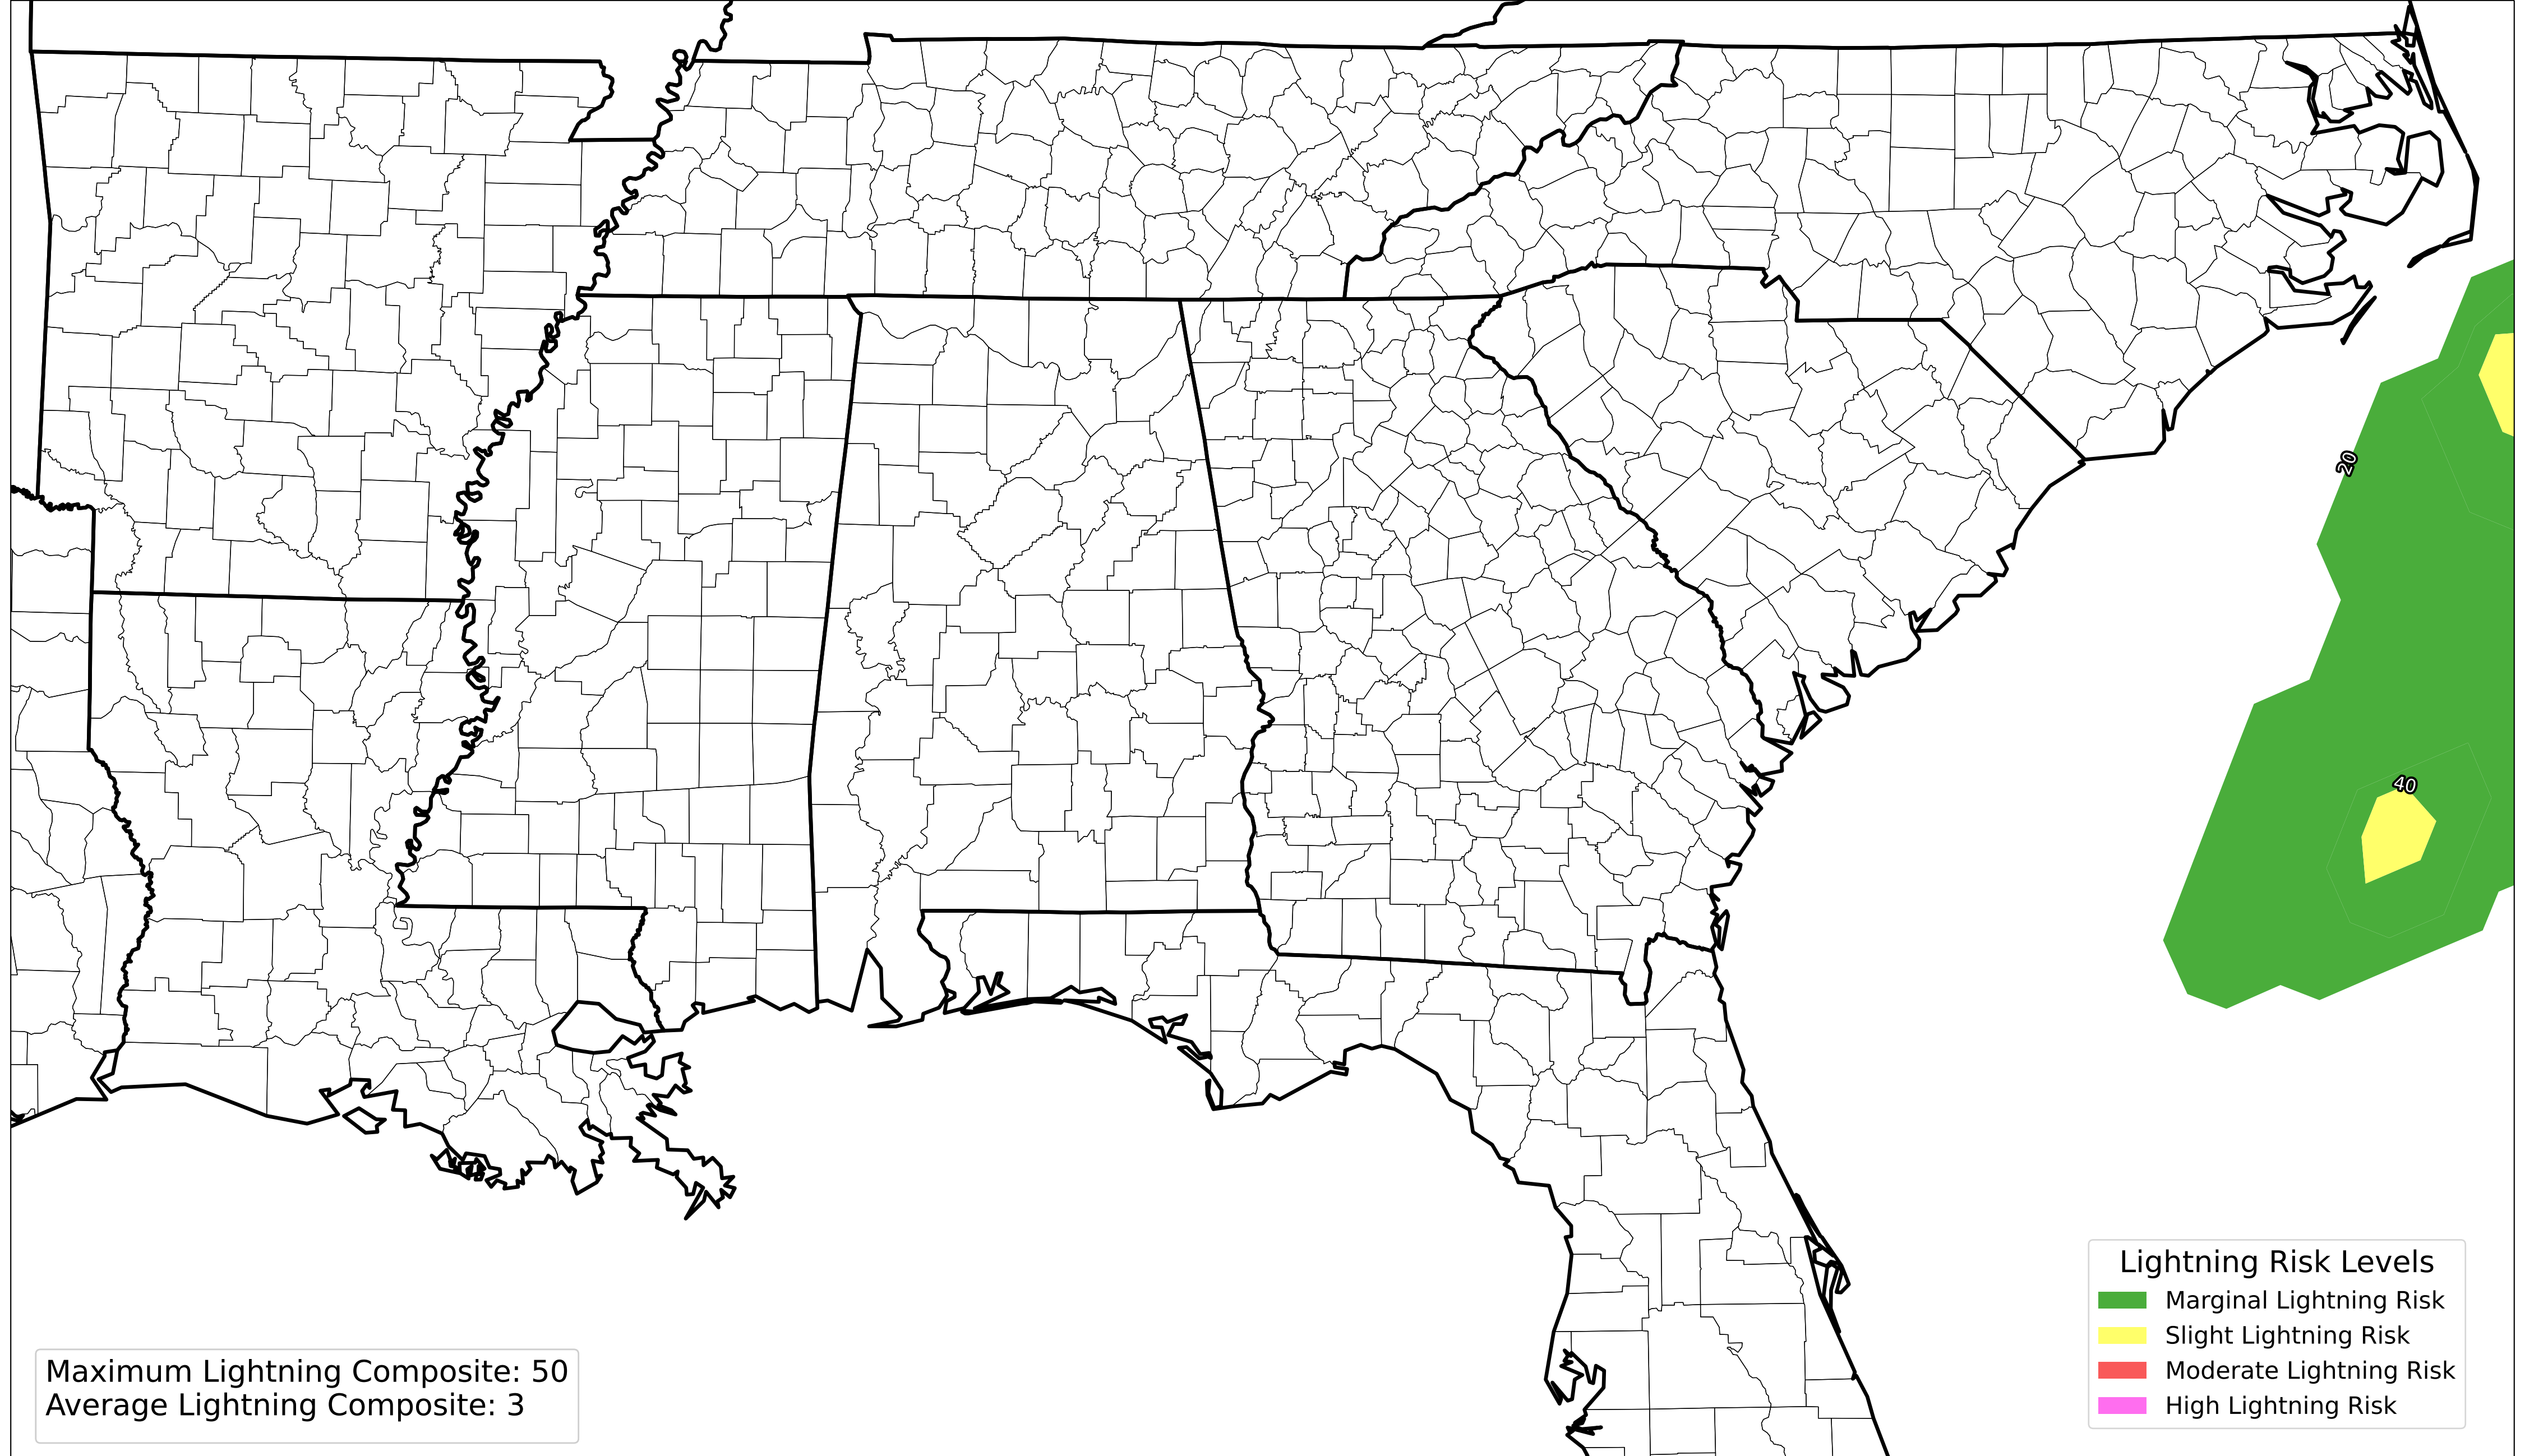 20
40
Lightning Risk Levels
Marginal Lightning Risk
Slight Lightning Risk
Moderate Lightning Risk
High Lightning Risk
Maximum Lightning Composite: 50
Average Lightning Composite: 3